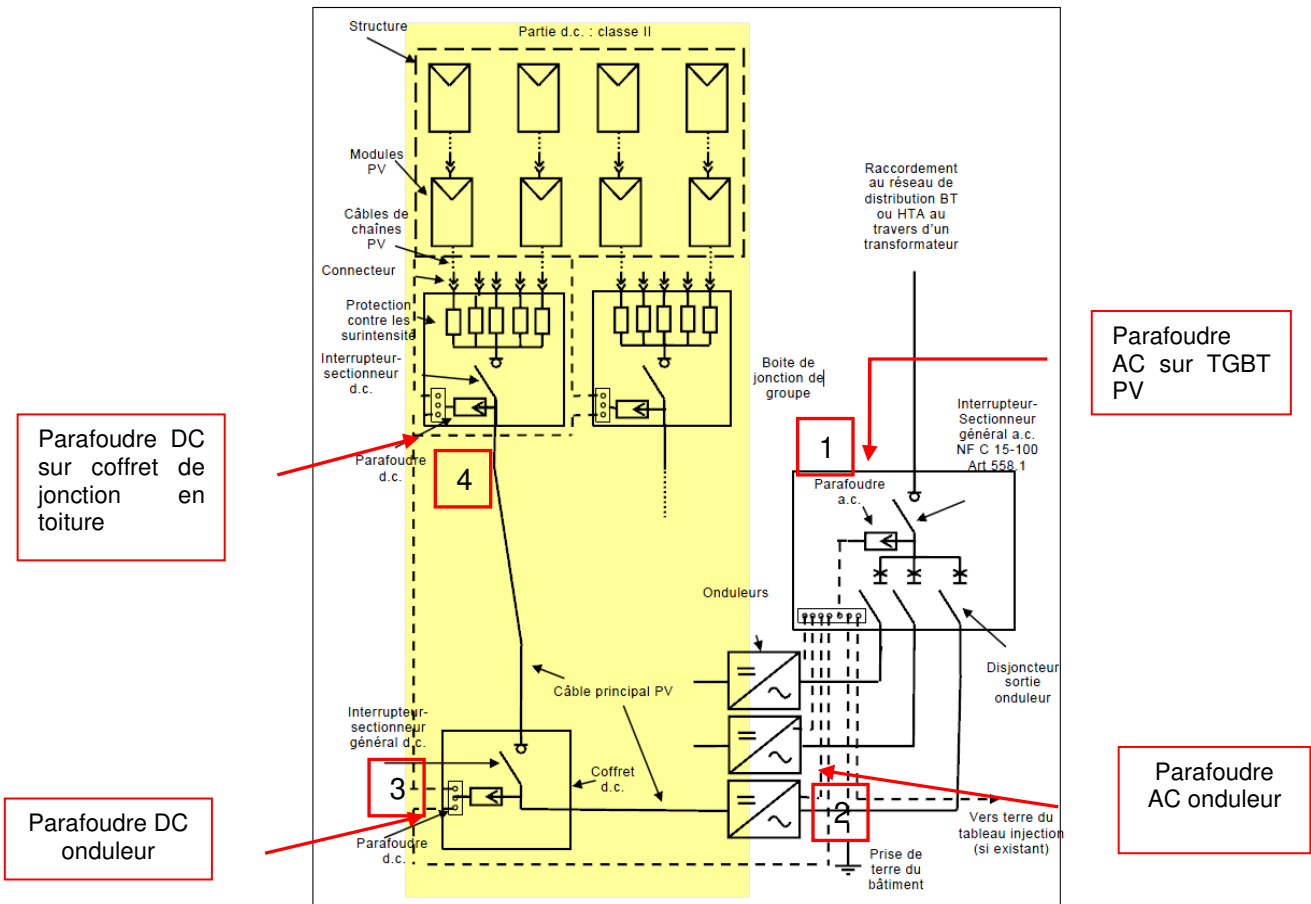 Structure
Partie d.c. : classe II
Modules
PV
Câbles de
chaînes
PV
Connecteur
Protection
contre les
surintensité
Interrupteur-
sectionneur
d.c.
Parafoudre
d.c.
4
Parafoudre DC
sur coffret de
jonction en
toiture
Raccordement
au réseau de
distribution BT
ou HTA au
travers d'un
transformateur
Boite de
jonction de
groupe
Parafoudre
AC sur TGBT
PV
1
Interrupteur-
Sectionneur
général a.c.
NF C 15-100
Art 558.1
Parafoudre
a.c.
Onduleurs
Disjoncteur
sortie
onduleur
Câble principal PV
Interrupteur-
sectionneur
général d.c.
3
Coffret
d.c.
Parafoudre
d.c.
Parafoudre DC
onduleur
2
Parafoudre
AC onduleur
Vers terre du
tableau injection
(si existant)
Prise de
terre du
bâtiment